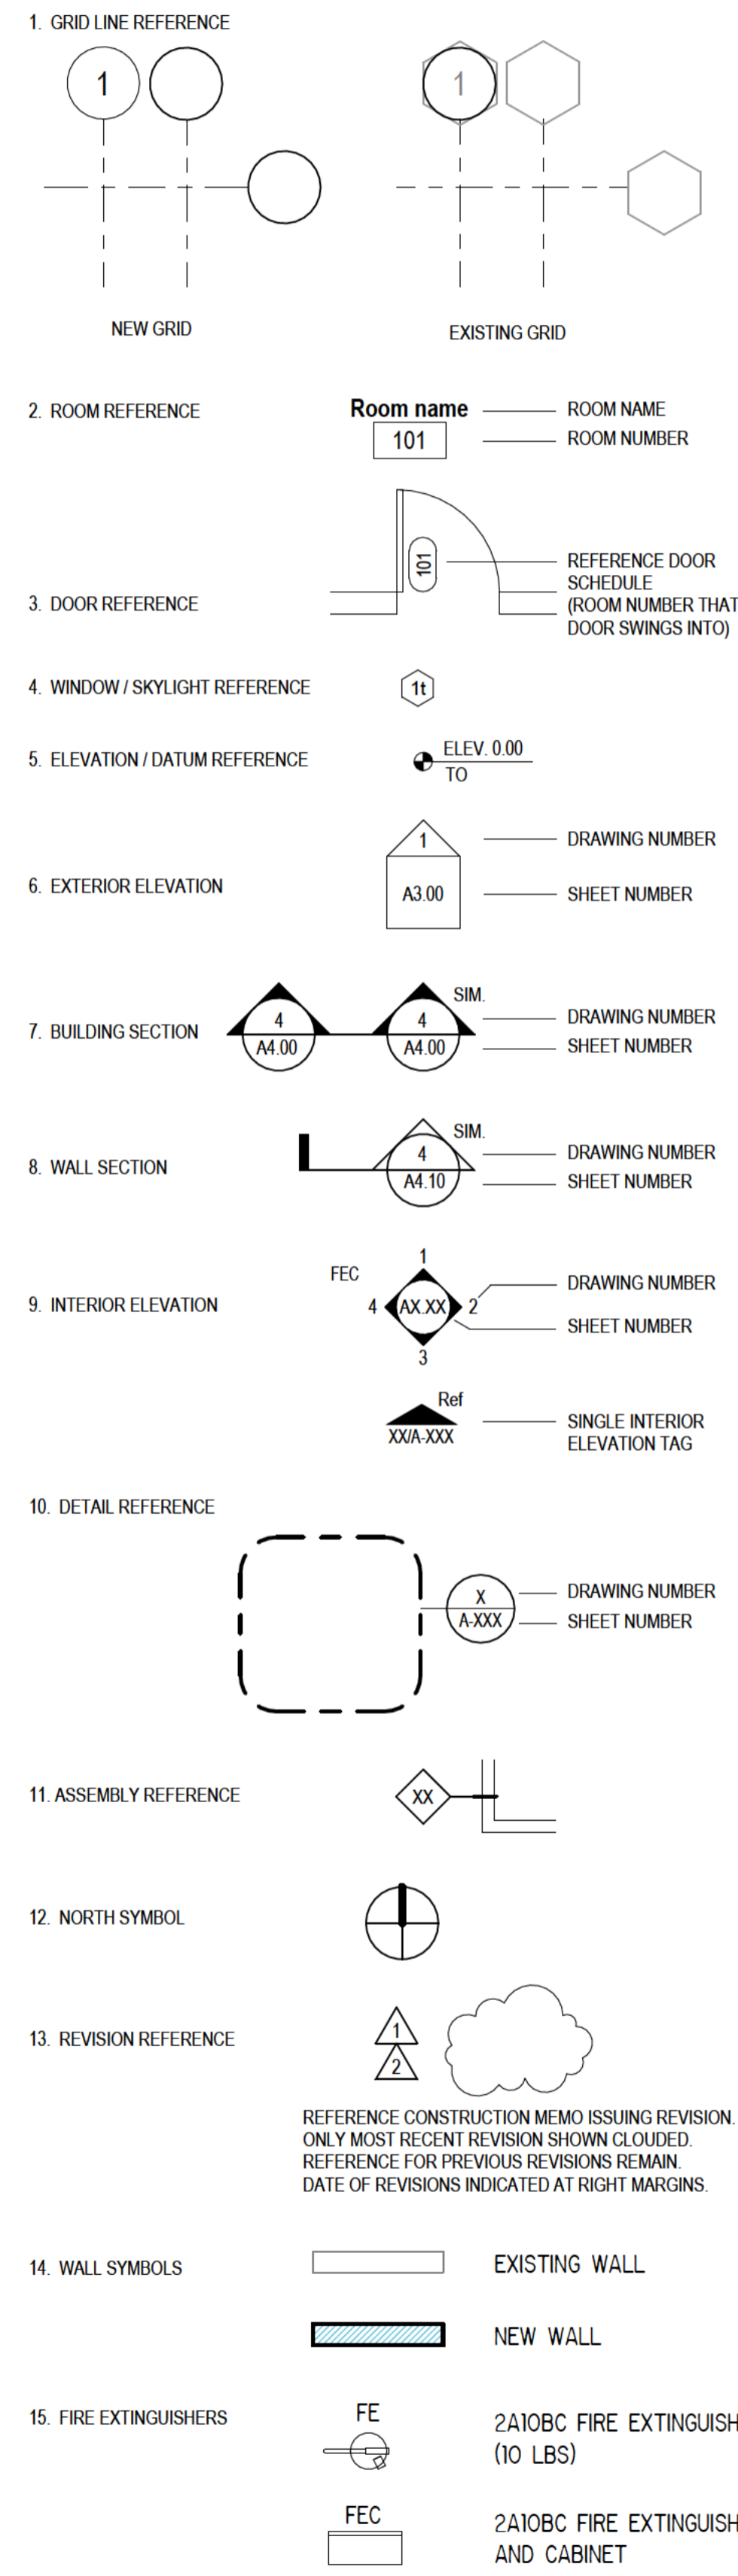 1. GRID LINE REFERENCE
1
1
NEW GRID
EXISTING GRID
2. ROOM REFERENCE
Room name
ROOM NAME
101
ROOM NUMBER
101
REFERENCE DOOR
SCHEDULE
3. DOOR REFERENCE
(ROOM NUMBER THAT
DOOR SWINGS INTO)
4. WINDOW / SKYLIGHT REFERENCE
1t
5. ELEVATION / DATUM REFERENCE
ELEV. 0.00
TO
1
DRAWING NUMBER
6. EXTERIOR ELEVATION
A3.00
SHEET NUMBER
SIM.
7. BUILDING SECTION
4
4
DRAWING NUMBER
A4.00
A4.00
SHEET NUMBER
SIM.
8. WALL SECTION
4
DRAWING NUMBER
A4.10
SHEET NUMBER
1
FEC
DRAWING NUMBER
9. INTERIOR ELEVATION
4
AX.XX
2
SHEET NUMBER
3
Ref
XX/A-XXX
SINGLE INTERIOR
ELEVATION TAG
10. DETAIL REFERENCE
X
DRAWING NUMBER
A-XXX
SHEET NUMBER
11. ASSEMBLY REFERENCE
XX
12. NORTH SYMBOL
13. REVISION REFERENCE
1
2
REFERENCE CONSTRUCTION MEMO ISSUING REVISION.
ONLY MOST RECENT REVISION SHOWN CLOUDED.
REFERENCE FOR PREVIOUS REVISIONS REMAIN.
DATE OF REVISIONS INDICATED AT RIGHT MARGINS.
14. WALL SYMBOLS
EXISTING WALL
NEW WALL
15. FIRE EXTINGUISHERS
FE
2A10BC FIRE EXTINGUISH
(10 LBS)
FEC
2A10BC FIRE EXTINGUISH
AND CABINET